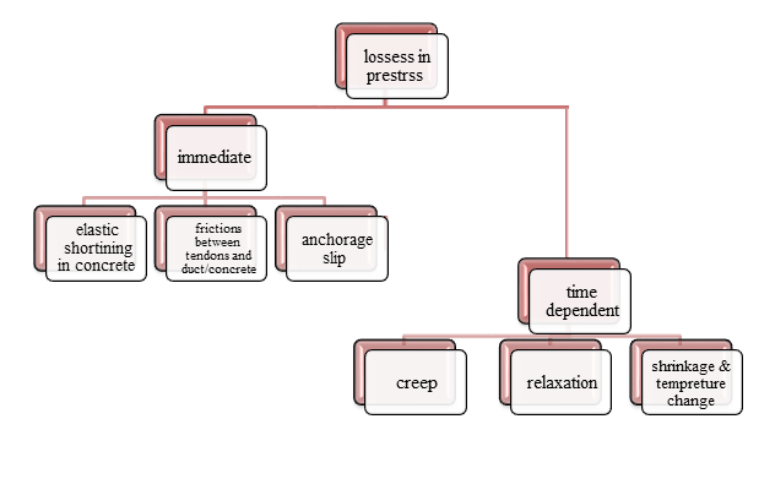 lossess in
prestrss
immediate
elastic
shortining
in concrete
frictions
between
tendons and
duct/concrete
anchorage
slip
time
dependent
creep
relaxation
shrinkage &
tempreture
change